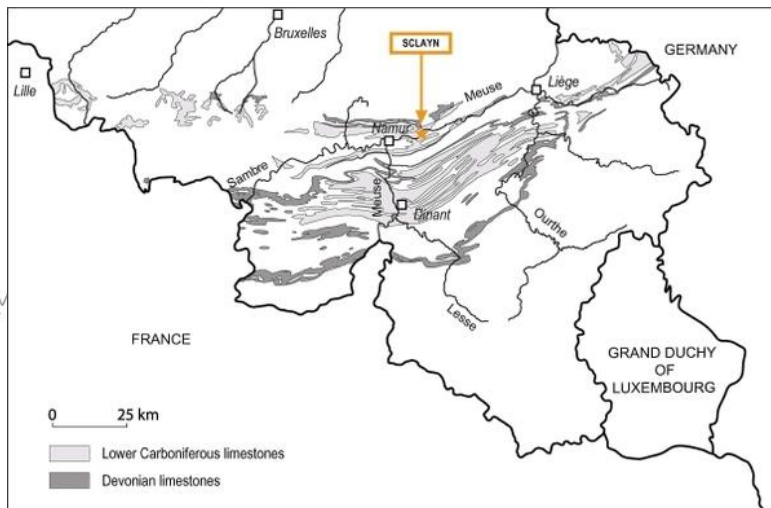 Bruxelles
SCLAYN
GERMANY
Lille
Liège
Meuse
Namur
Sambre
Meuse
Dinant
Ourthe
Lesse
FRANCE
GRAND DUCHY
OF
LUXEMBOURG
0 25 km
Lower Carboniferous limestones
Devonian limestones